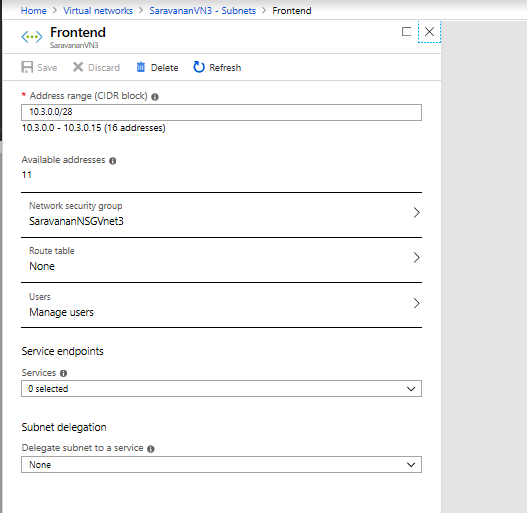 Home > Virtual networks > SaravananVN3 - Subnets > Frontend
Frontend
SaravananVN3
Save Discard Delete Refresh
* Address range (CIDR block)
10.3.0.0/28
10.3.0.0 - 10.3.0.15 (16 addresses)
Available addresses
11
Network security group
SaravananNSGVnet3
Route table
None
Users
Manage users
Service endpoints
Services
0 selected
Subnet delegation
Delegate subnet to a service
None